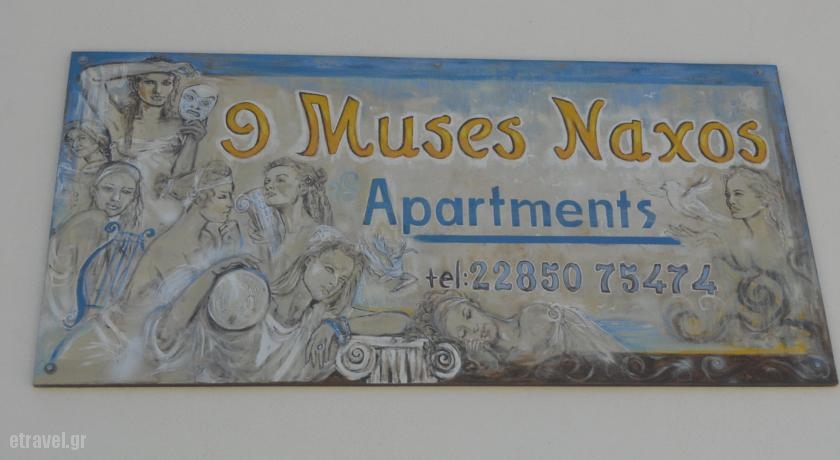 9 Muses Naxos
Apartments
tel:22850 75474
etravel.gr